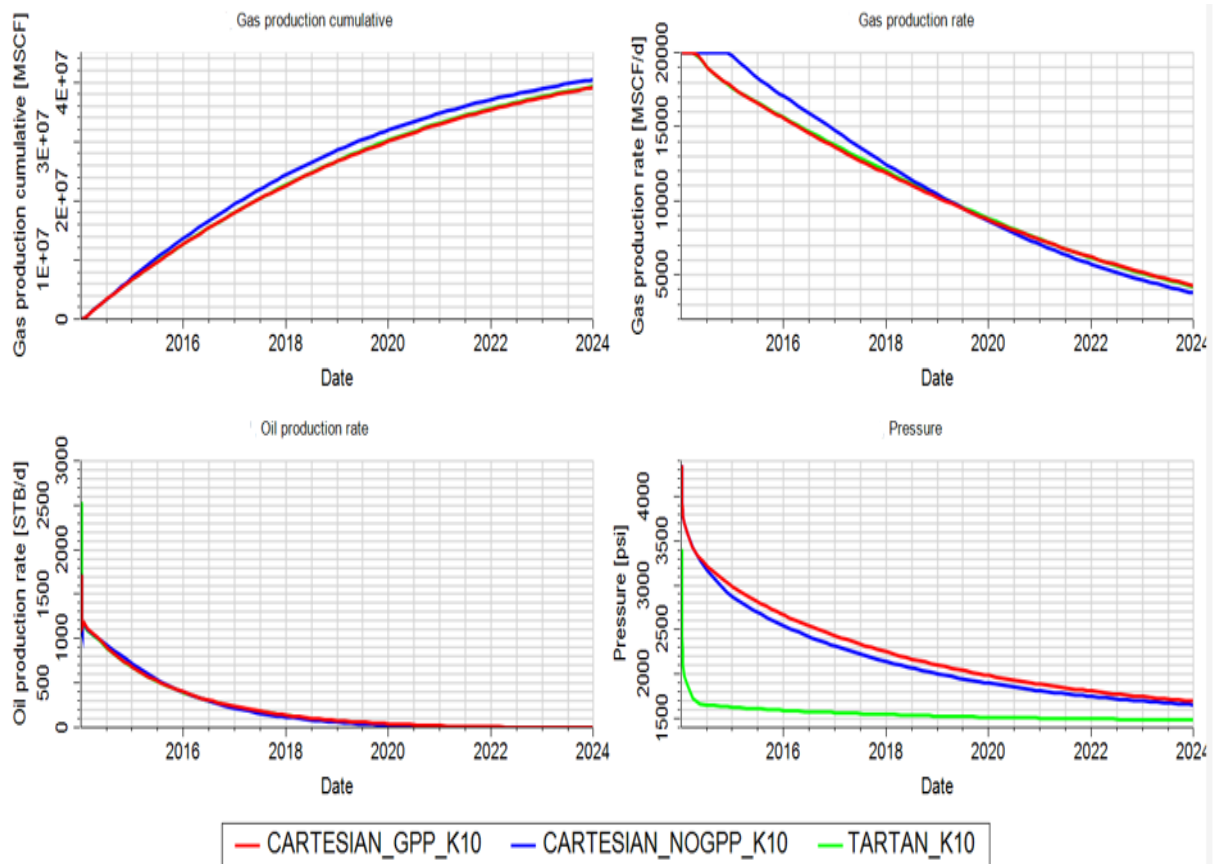 Gas production cumulative
Gas production cumulative [MSCF]
4E+07
3E+07
2E+07
1E+07
0
2016 2018 2020 2022 2024
Date
Gas production rate
Gas production rate [MSCF/d]
20000
15000
10000
5000
2016 2018 2020 2022 2024
Date
Oil production rate
Oil production rate [STB/d]
3000
2500
2000
1500
1000
500
0
2016 2018 2020 2022 2024
Date
Pressure
Pressure [psi]
4000
3500
3000
2500
2000
1500
2016 2018 2020 2022 2024
Date
CARTESIAN_GPP_K10 CARTESIAN_NOGPP_K10 TARTAN_K10